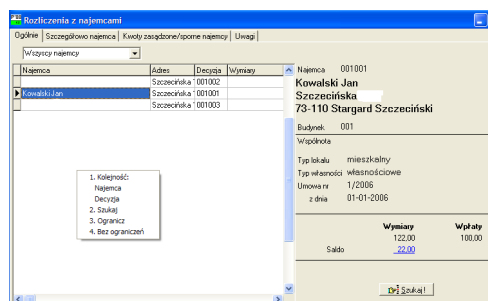 Rozliczenia z najemcami
Ogólnie Szczegółowo najemca Kwoty zasądzone/sporne najemcy Uwagi
Wszyscy najemcy
Najemca Adres Decyzja Wymiary
Szczecińska 001002
Kowalski Jan Szczecińska 001001
Szczecińska 001003
1. Kolejność:
Najemca
Decyzja
2. Szukaj
3. Ogranicz
4. Bez ograniczeń
Najemca 001001
Kowalski Jan
Szczecińska
73-110 Stargard Szczeciński
Budynek 001
Wspólnota
Typ lokalu mieszkalny
Typ własności własnościowe
Umowa nr 1/2006
z dnia 01-01-2006
Wymiary Wpłaty
122,00 100,00
Saldo 22,00
Szukaj!